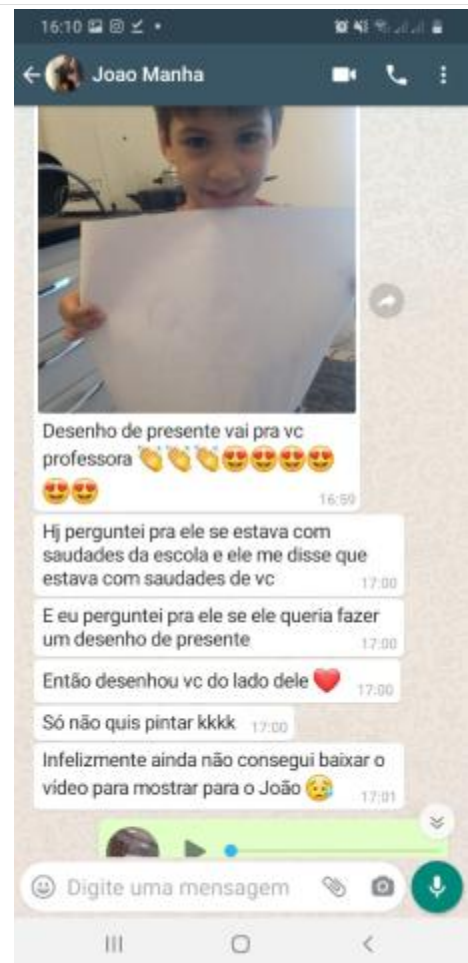 16:10
Joao Manha
Desenho de presente vai pra vc
professora 👏👏👏😍😍😍😍
😍😍
16:59
Hj perguntei pra ele se estava com
saudades da escola e ele me disse que
estava com saudades de vc
17:00
E eu perguntei pra ele se ele queria fazer
um desenho de presente
17:00
Então desenhou vc do lado dele ❤️
17:00
Só não quis pintar kkkk
17:00
Infelizmente ainda não consegui baixar o
vídeo para mostrar para o João 😥
17:01
Digite uma mensagem